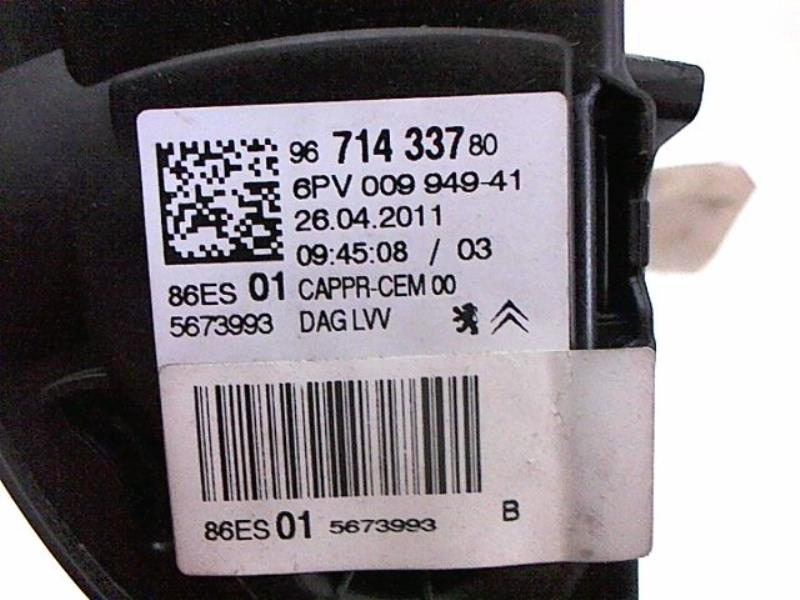 96 714 337 80
6PV 009 949-41
26.04.2011
09:45:08 / 03
86ES 01 CAPPR-CEM 00
5673993 DAG LVV
86ES 01 5673993 B